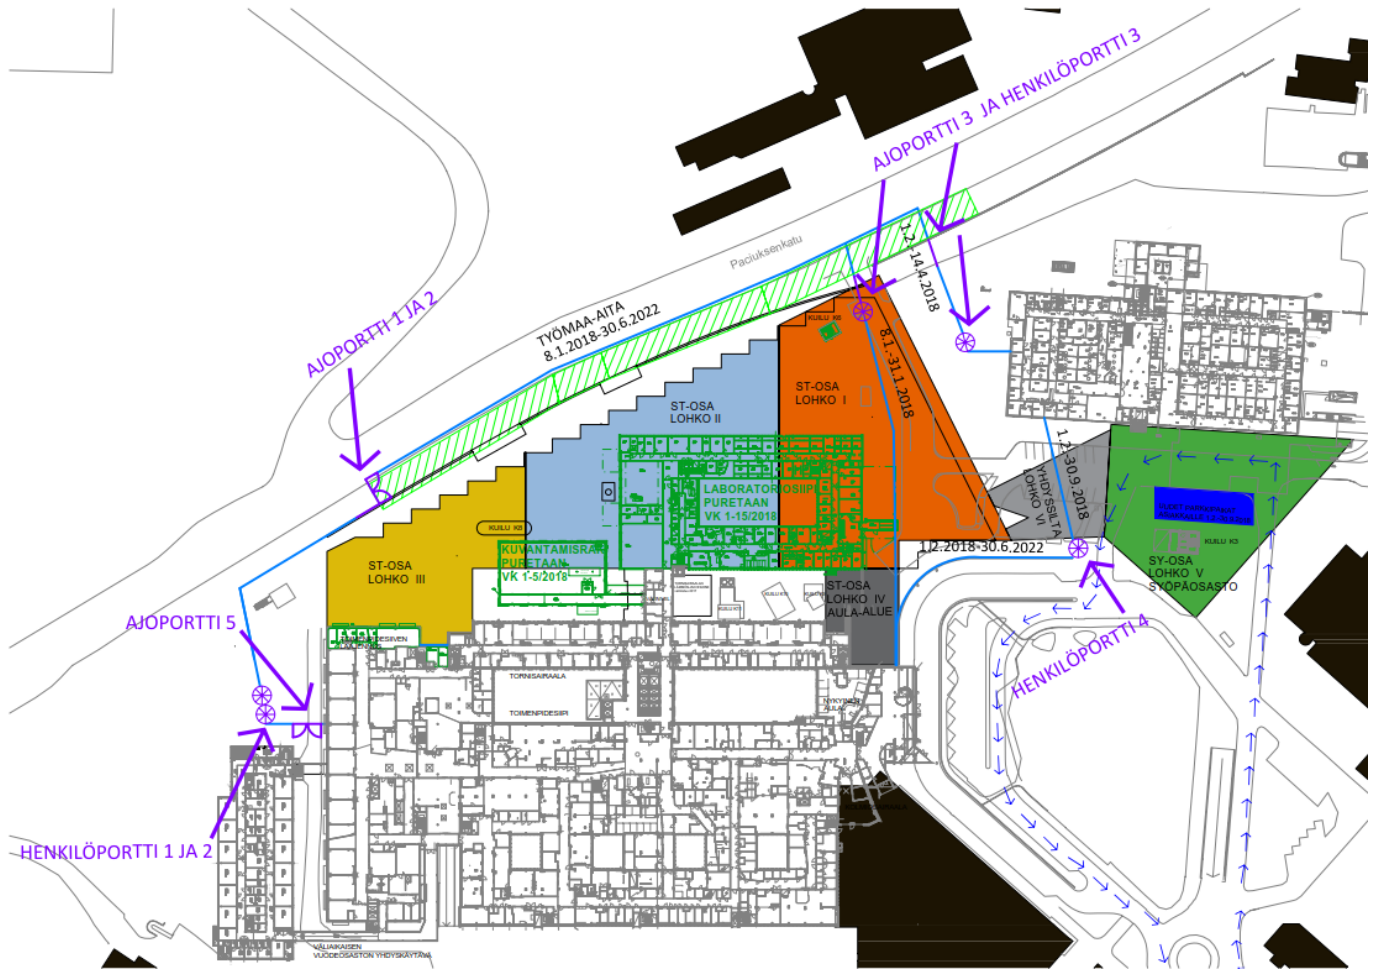 AJOPORTTI 3 JA HENKILÖPORTTI 3
Paciuksenkatu
1.2.-14.4.2018
AJOPORTTI 1 JA 2
TYÖMAA-AITA
8.1.2018-30.6.2022
KUILU K6
8.1.-31.1.2018
ST-OSA
LOHKO I
ST-OSA
LOHKO II
1.2.-30.9.2018
YHDYSSILTA
LOHKO VI
LABORATORIOSIIPI
PURETAAN
VK 1-15/2018
KUILU K5
KUILU K3
KUVANTAMISRAK.
PURETAAN
VK 1-5/2018
1.2.2018-30.6.2022
SY-OSA
LOHKO V
SYÖPÄOSASTO
ST-OSA
LOHKO III
ST-OSA
LOHKO IV
AULA-ALUE
AJOPORTTI 5
HENKILÖPORTTI 4
TORNISAIRAALA
TOIMENPIDESIIPI
NYKYINEN
AULA
HENKILÖPORTTI 1 JA 2
VÄLIAIKAISEN
VUODEOSASTON YHDYSKÄYTÄVÄ